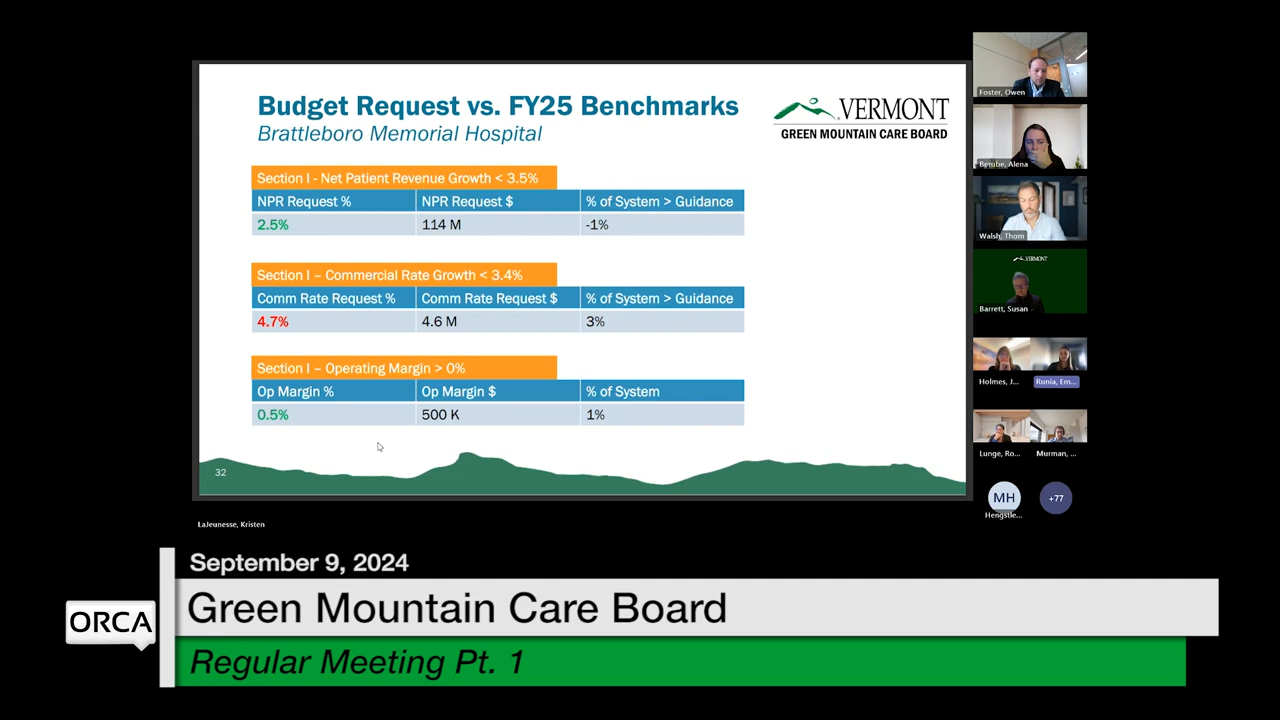 Budget Request vs. FY25 Benchmarks
Brattleboro Memorial Hospital
VERMONT
GREEN MOUNTAIN CARE BOARD
Section I - Net Patient Revenue Growth < 3.5%
NPR Request % NPR Request $ % of System > Guidance
2.5% 114 M -1%
Section I – Commercial Rate Growth < 3.4%
Comm Rate Request % Comm Rate Request $ % of System > Guidance
4.7% 4.6 M 3%
Section I – Operating Margin > 0%
Op Margin % Op Margin $ % of System
0.5% 500 K 1%
32
LaJeunesse, Kristen
Foster, Owen
Berube, Alena
Walsh, Thom
VERMONT
Barrett, Susan
Holmes, J... Runia, Em...
Lunge, Ro... Murman, ...
MH +77
Hengstle...
September 9, 2024
ORCA
Green Mountain Care Board
Regular Meeting Pt. 1